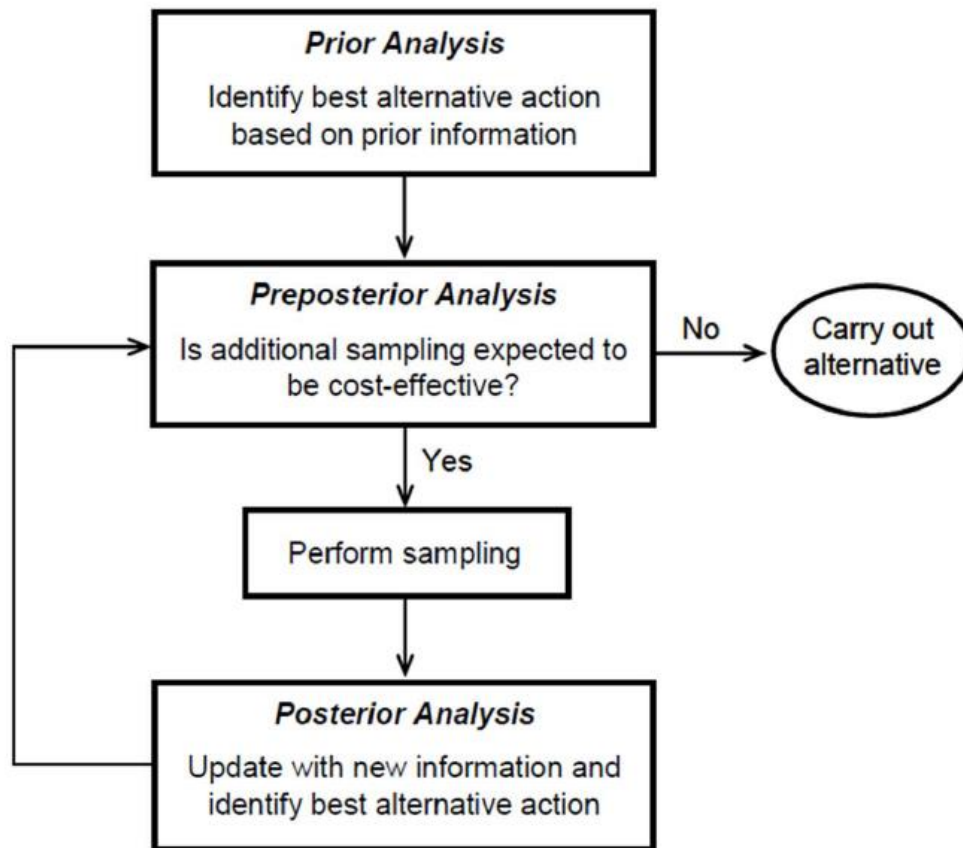 Prior Analysis
Identify best alternative action
based on prior information
Preposterior Analysis
Is additional sampling expected to
be cost-effective?
No
Carry out
alternative
Yes
Perform sampling
Posterior Analysis
Update with new information and
identify best alternative action